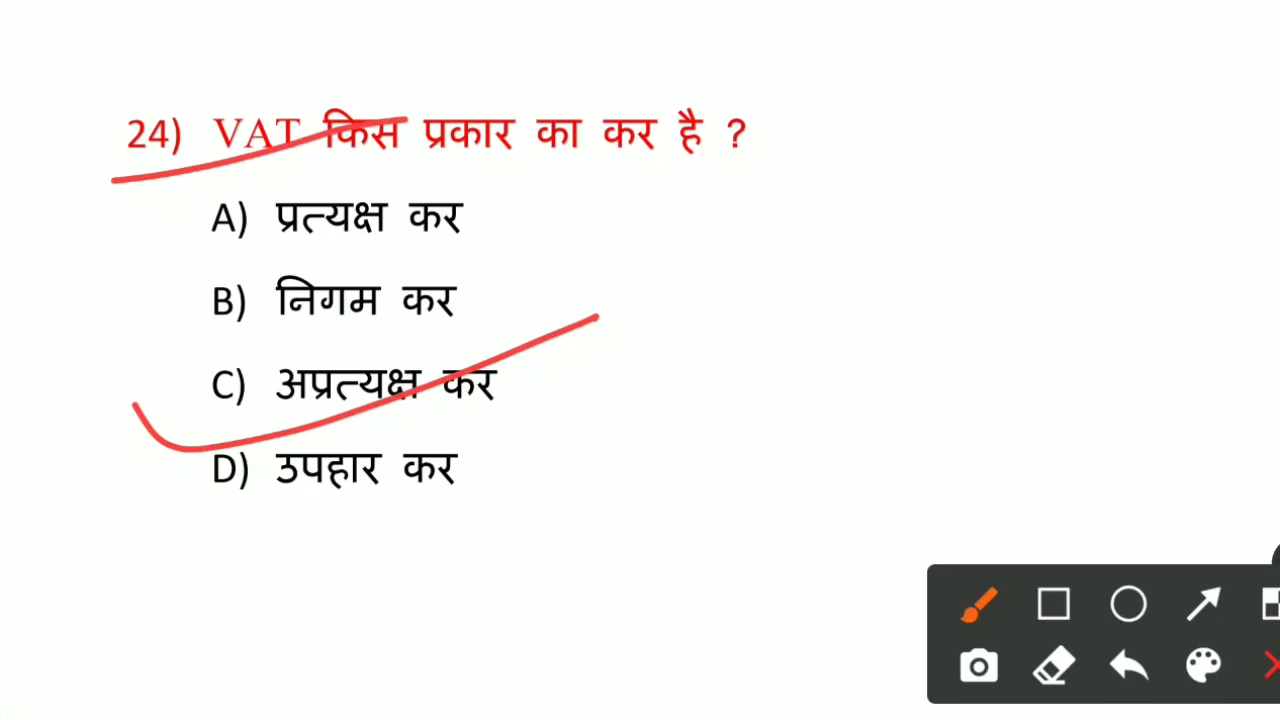 24) VAT किस प्रकार का कर है ?
A) प्रत्यक्ष कर
B) निगम कर
C) अप्रत्यक्ष कर
D) उपहार कर